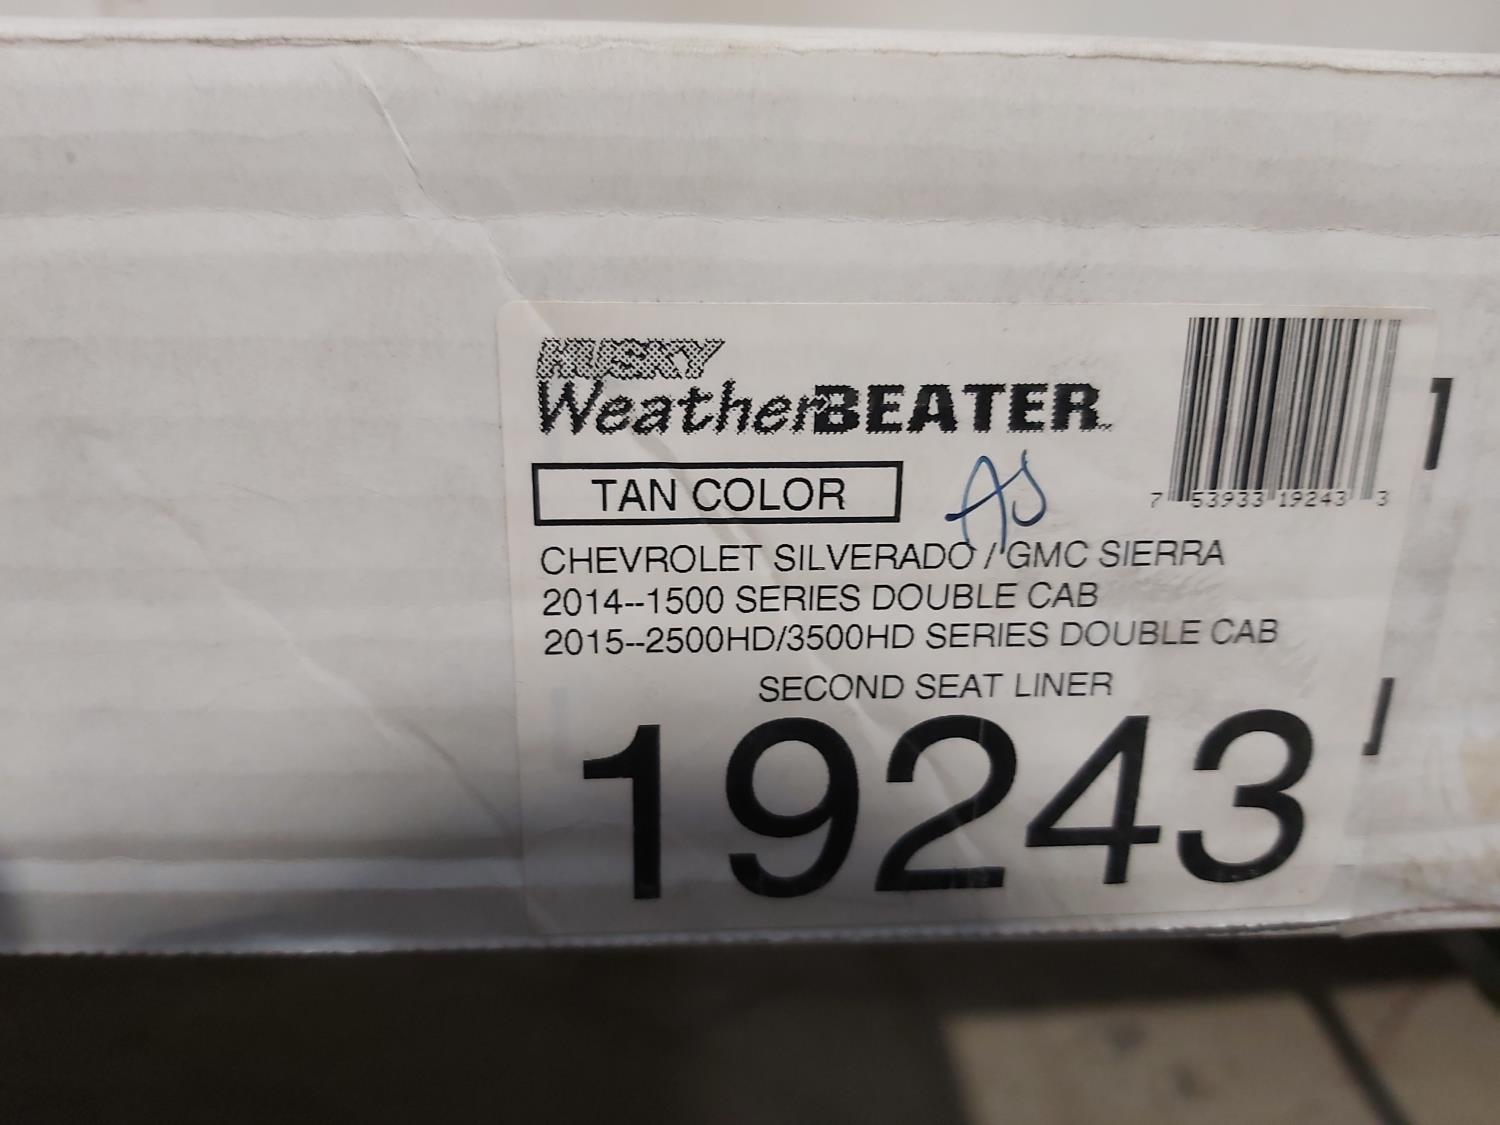 HUSKY
WeatherBEATER™
7 53933 19243 3
TAN COLOR
AJ
CHEVROLET SILVERADO / GMC SIERRA
2014--1500 SERIES DOUBLE CAB
2015--2500HD/3500HD SERIES DOUBLE CAB
SECOND SEAT LINER
19243